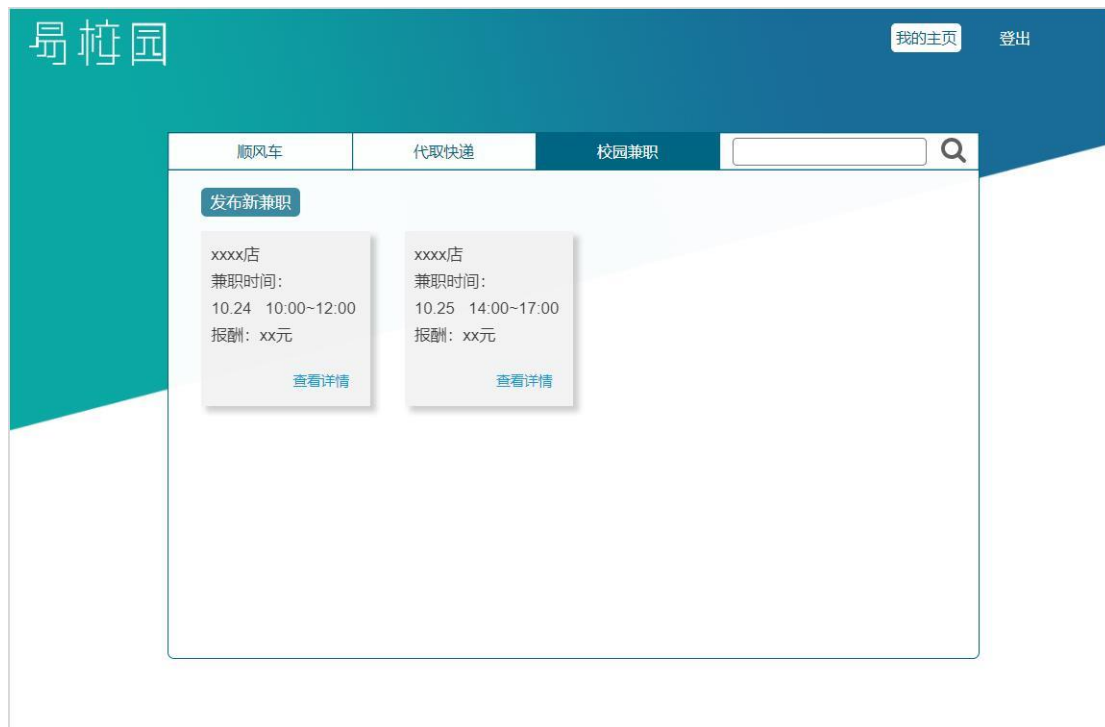 易校园
我的主页 登出
顺风车 代取快递 校园兼职
发布新兼职
xxxx店
兼职时间：
10.24 10:00~12:00
报酬：xx元
查看详情
xxxx店
兼职时间：
10.25 14:00~17:00
报酬：xx元
查看详情